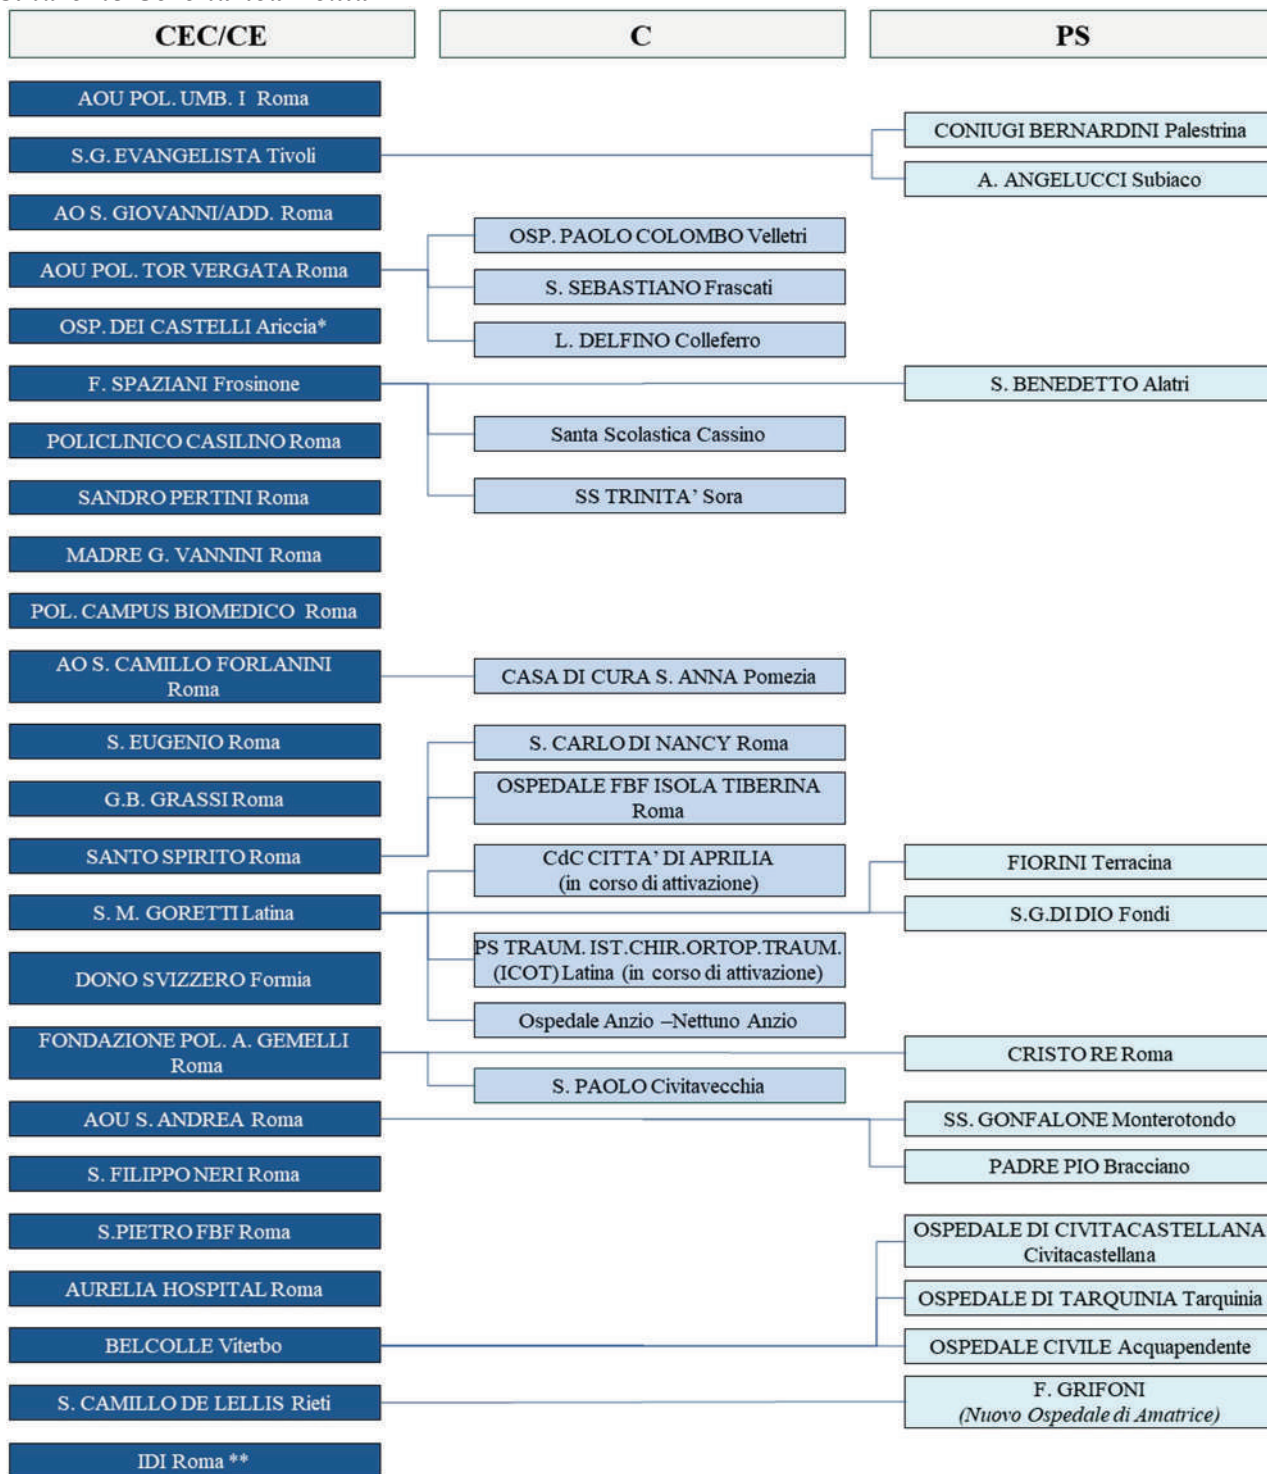 CEC/CE
C
PS
AOU POL. UMB. I Roma
CONIUGI BERNARDINI Palestrina
S.G. EVANGELISTA Tivoli
A. ANGELUCCI Subiaco
AO S. GIOVANNI/ADD. Roma
OSP. PAOLO COLOMBO Velletri
AOU POL. TOR VERGATA Roma
S. SEBASTIANO Frascati
OSP. DEI CASTELLI Ariccia*
L. DELFINO Colleferro
F. SPAZIANI Frosinone
S. BENEDETTO Alatri
POLICLINICO CASILINO Roma
Santa Scolastica Cassino
SANDRO PERTINI Roma
SS TRINITA’ Sora
MADRE G. VANNINI Roma
POL. CAMPUS BIOMEDICO Roma
AO S. CAMILLO FORLANINI
Roma
CASA DI CURA S. ANNA Pomezia
S. EUGENIO Roma
S. CARLO DI NANCY Roma
G.B. GRASSI Roma
OSPEDALE FBF ISOLA TIBERINA
Roma
SANTO SPIRITO Roma
CdC CITTA’ DI APRILIA
(in corso di attivazione)
FIORINI Terracina
S. M. GORETTI Latina
S.G.DI DIO Fondi
DONO SVIZZERO Formia
PS TRAUM. IST.CHIR.ORTOP.TRAUM.
(ICOT) Latina (in corso di attivazione)
Ospedale Anzio –Nettuno Anzio
FONDAZIONE POL. A. GEMELLI
Roma
CRISTO RE Roma
S. PAOLO Civitavecchia
AOU S. ANDREA Roma
SS. GONFALONE Monterotondo
S. FILIPPO NERI Roma
PADRE PIO Bracciano
S.PIETRO FBF Roma
OSPEDALE DI CIVITACASTELLANA
Civitacastellana
AURELIA HOSPITAL Roma
OSPEDALE DI TARQUINIA Tarquinia
BELCOLLE Viterbo
OSPEDALE CIVILE Acquapendente
S. CAMILLO DE LELLIS Rieti
F. GRIFONI
(Nuovo Ospedale di Amatrice)
IDI Roma **